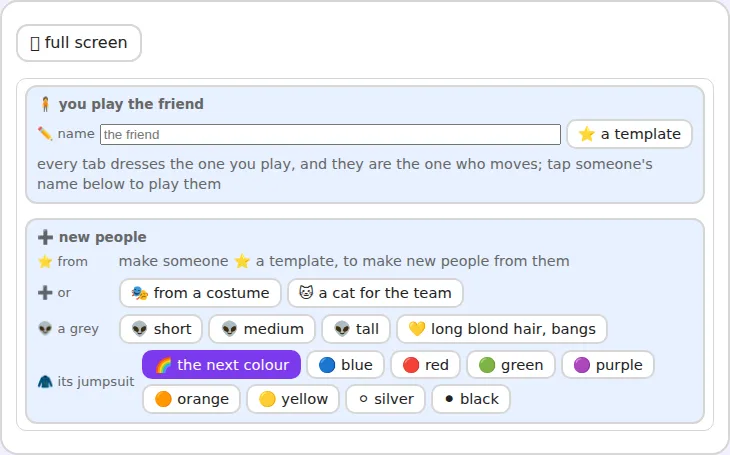 full screen
you play the friend
name the friend a template
every tab dresses the one you play, and they are the one who moves; tap someone's
name below to play them
new people
from make someone ⭐ a template, to make new people from them
or from a costume a cat for the team
a grey short medium tall long blond hair, bangs
its jumpsuit the next colour blue red green purple
orange yellow silver black